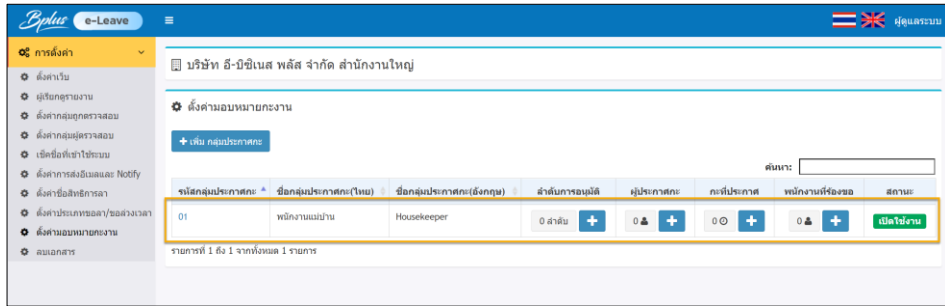 Bplus e-Leave
ผู้ดูแลระบบ
การตั้งค่า
ตั้งค่าเว็บ
ผู้เรียกดูรายงาน
ตั้งค่ากลุ่มถูกตรวจสอบ
ตั้งค่ากลุ่มผู้ตรวจสอบ
เช็คชื่อที่เข้าใช้ระบบ
ตั้งค่าการส่งอีเมลและ Notify
ตั้งค่าชื่อสิทธิการลา
ตั้งค่าประเภทขอลา/ขอล่วงเวลา
ตั้งค่ามอบหมายกะงาน
ลบเอกสาร
บริษัท อี-บิซิเนส พลัส จำกัด สำนักงานใหญ่
ตั้งค่ามอบหมายกะงาน
+ เพิ่ม กลุ่มประกาศกะ
ค้นหา:
รหัสกลุ่มประกาศกะ ชื่อกลุ่มประกาศกะ(ไทย) ชื่อกลุ่มประกาศกะ(อังกฤษ) ลำดับการอนุมัติ ผู้ประกาศกะ กะที่ประกาศ พนักงานที่ร้องขอ สถานะ
01 พนักงานแม่บ้าน Housekeeper 0 ลำดับ + 0 + 0 + 0 + เปิดใช้งาน
รายการที่ 1 ถึง 1 จากทั้งหมด 1 รายการ